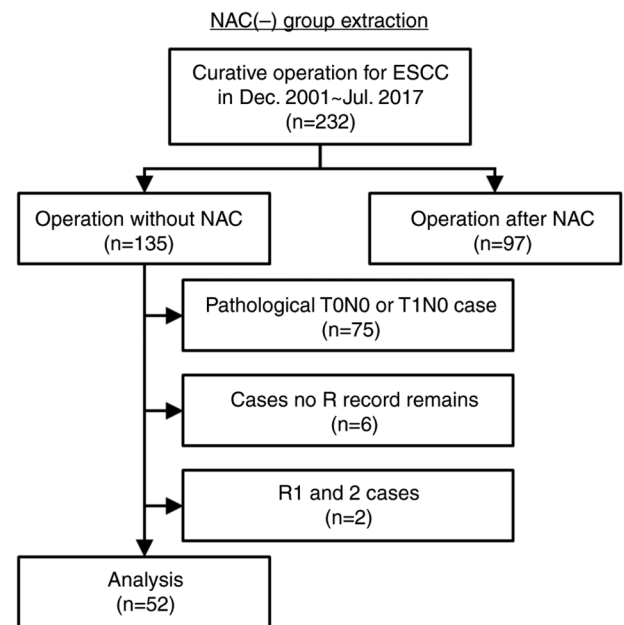 NAC(–) group extraction
Curative operation for ESCC
in Dec. 2001~Jul. 2017
(n=232)
Operation without NAC
(n=135)
Operation after NAC
(n=97)
Pathological T0N0 or T1N0 case
(n=75)
Cases no R record remains
(n=6)
R1 and 2 cases
(n=2)
Analysis
(n=52)